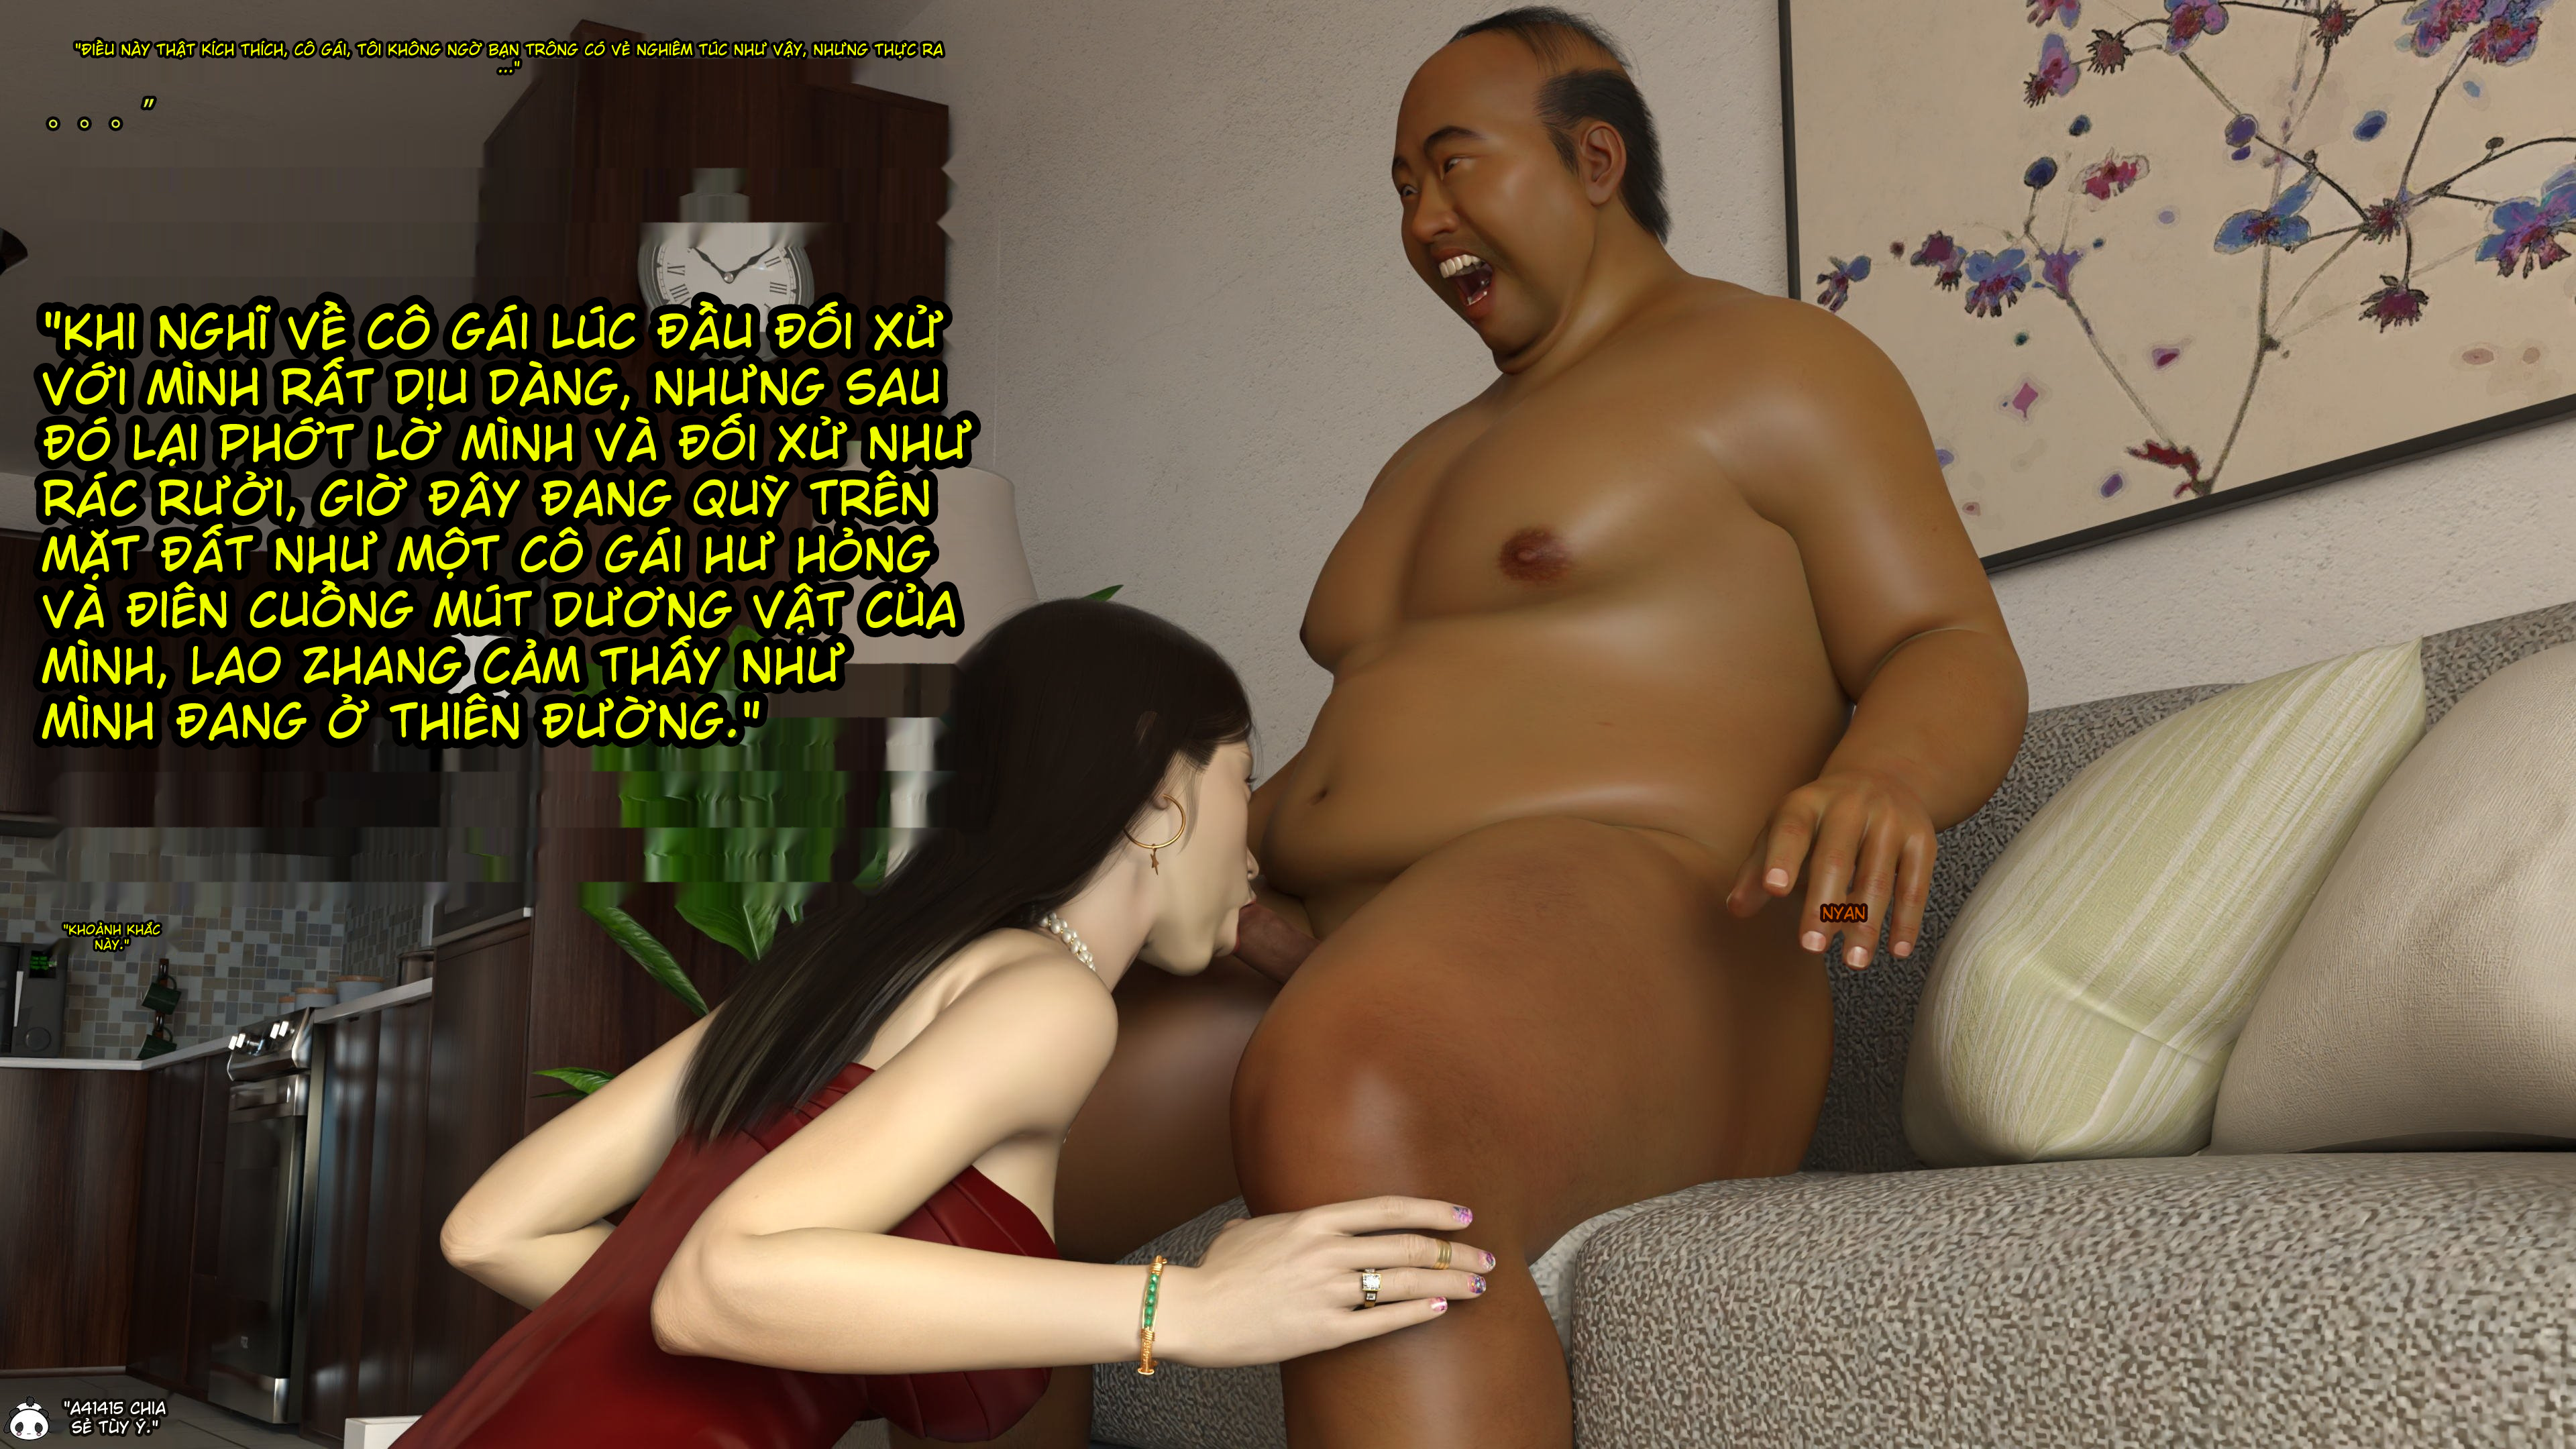 "ĐIỀU NÀY THẬT KÍCH THÍCH, CÔ GÁI, TÔI KHÔNG NGỜ BẠN TRÔNG CÓ VẺ NGHIÊM TÚC NHƯ VẬY, NHƯNG THỰC RA
..."
。。。”
"KHI NGHĨ VỀ CÔ GÁI LÚC ĐẦU ĐỐI XỬ
VỚI MÌNH RẤT DỊU DÀNG, NHƯNG SAU
ĐÓ LẠI PHỚT LỜ MÌNH VÀ ĐỐI XỬ NHƯ
RÁC RƯỞI, GIỜ ĐÂY ĐANG QUỲ TRÊN
MẶT ĐẤT NHƯ MỘT CÔ GÁI HƯ HỎNG
VÀ ĐIÊN CUỒNG MÚT DƯƠNG VẬT CỦA
MÌNH, LAO ZHANG CẢM THẤY NHƯ
MÌNH ĐANG Ở THIÊN ĐƯỜNG."
NYAN
"KHOẢNH KHẮC
NÀY."
"A41415 CHIA
SẺ TÙY Ý."